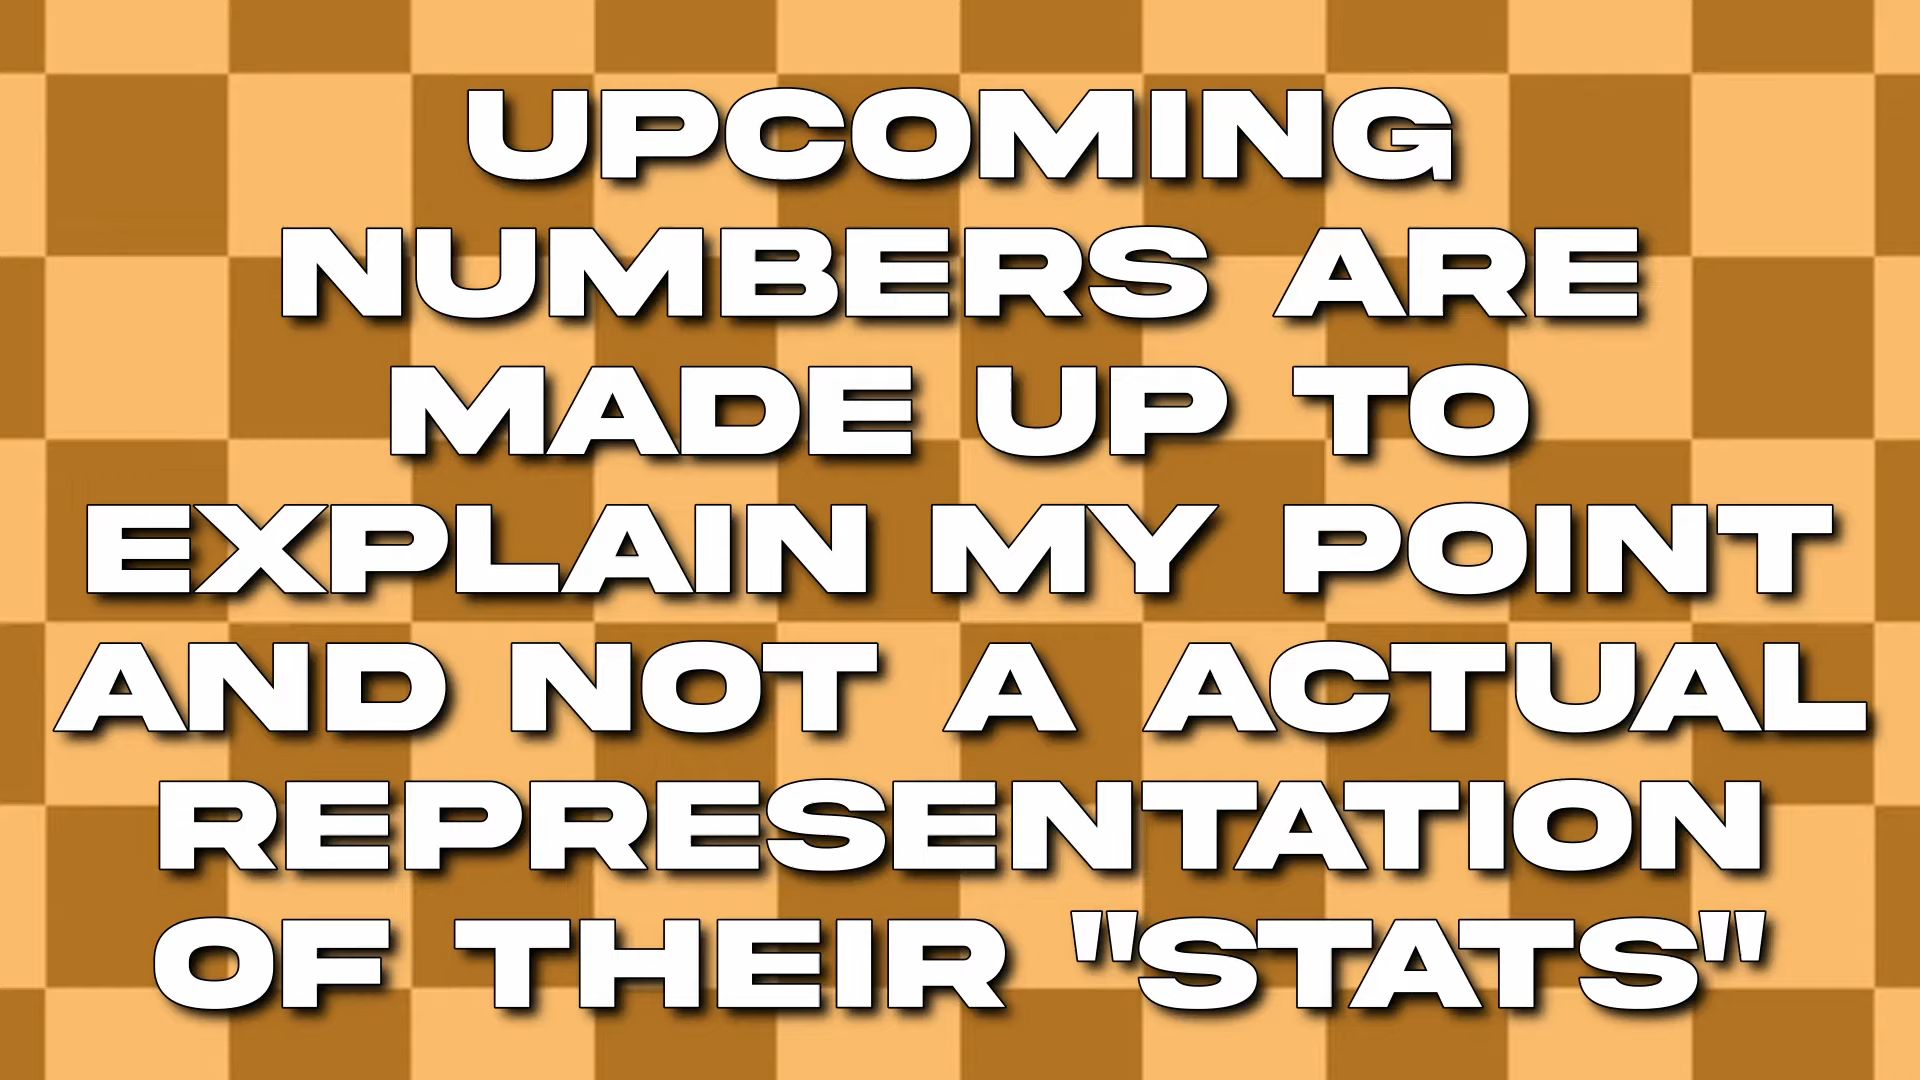 UPCOMING
NUMBERS ARE
MADE UP TO
EXPLAIN MY POINT
AND NOT A ACTUAL
REPRESENTATION
OF THEIR "STATS"